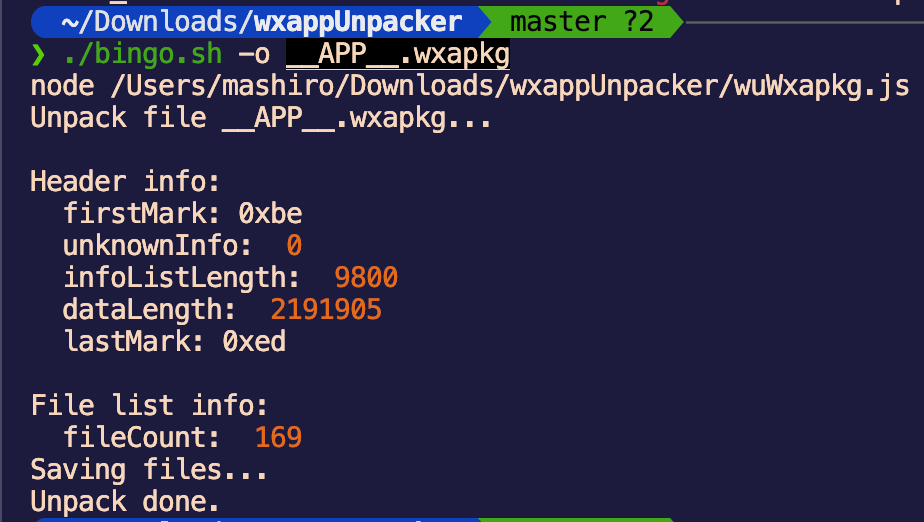 ~/Downloads/wxappUnpacker master ?2
❯ ./bingo.sh -o __APP__.wxapkg
node /Users/mashiro/Downloads/wxappUnpacker/wuWxapkg.js
Unpack file __APP__.wxapkg...
Header info:
firstMark: 0xbe
unknownInfo: 0
infoListLength: 9800
dataLength: 2191905
lastMark: 0xed
File list info:
fileCount: 169
Saving files...
Unpack done.